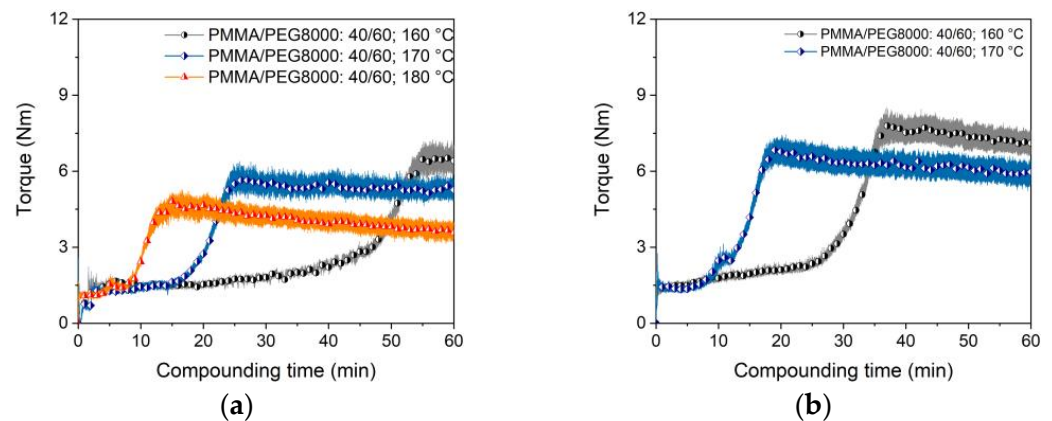 12
9
6
3
0
Torque (Nm)
PMMA/PEG8000: 40/60; 160 °C
PMMA/PEG8000: 40/60; 170 °C
PMMA/PEG8000: 40/60; 180 °C
0 10 20 30 40 50 60
Compounding time (min)
(a)
12
9
6
3
0
Torque (Nm)
PMMA/PEG8000: 40/60; 160 °C
PMMA/PEG8000: 40/60; 170 °C
0 10 20 30 40 50 60
Compounding time (min)
(b)